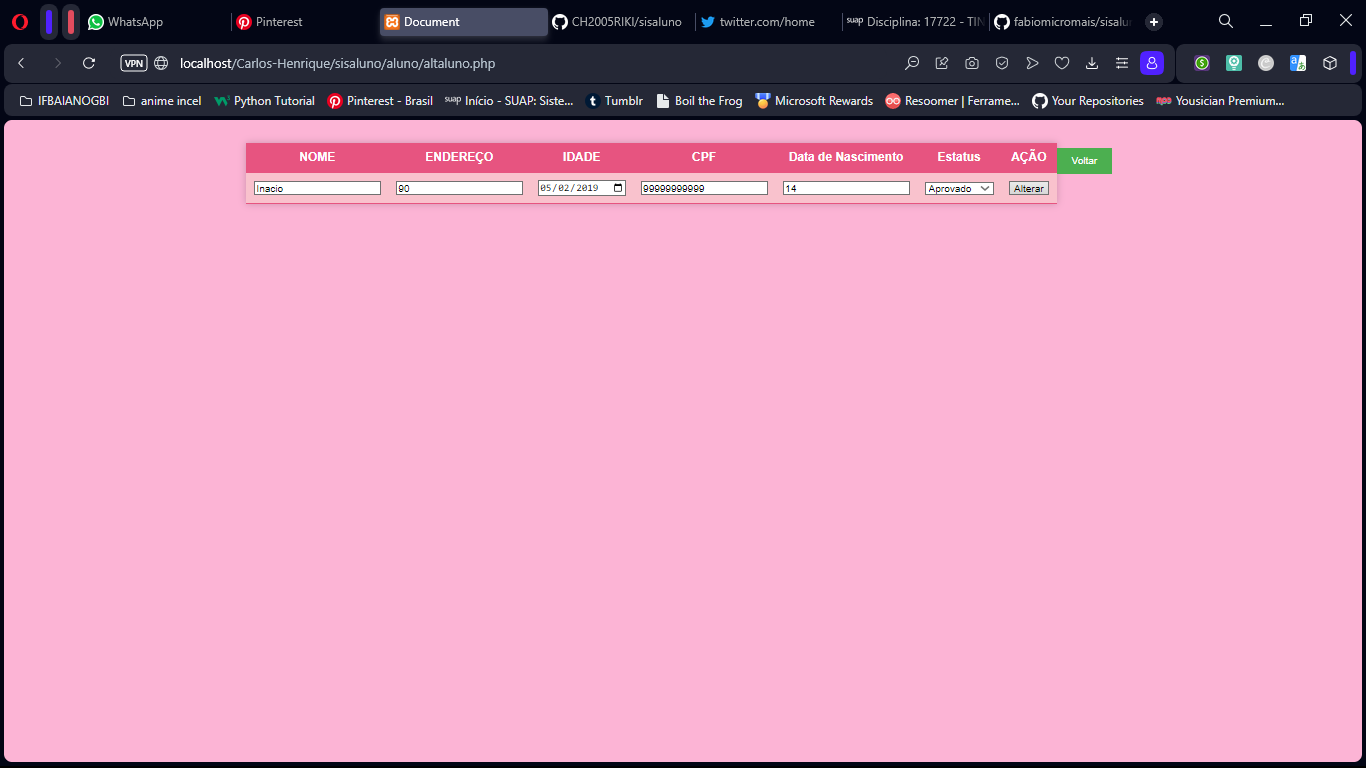 WhatsApp Pinterest Document CH2005RIKI/sisaluno twitter.com/home suap Disciplina: 17722 - TIN fabiomicromais/sisalun
VPN localhost/Carlos-Henrique/sisaluno/aluno/altaluno.php
IFBAIANOGBI anime incel Python Tutorial Pinterest - Brasil suap Início - SUAP: Siste... Tumblr Boil the Frog Microsoft Rewards Resoomer | Ferrame... Your Repositories Yousician Premium...
NOME ENDEREÇO IDADE CPF Data de Nascimento Estatus AÇÃO Voltar
Inacio 90 05/02/2019 99999999999 14 Aprovado Alterar